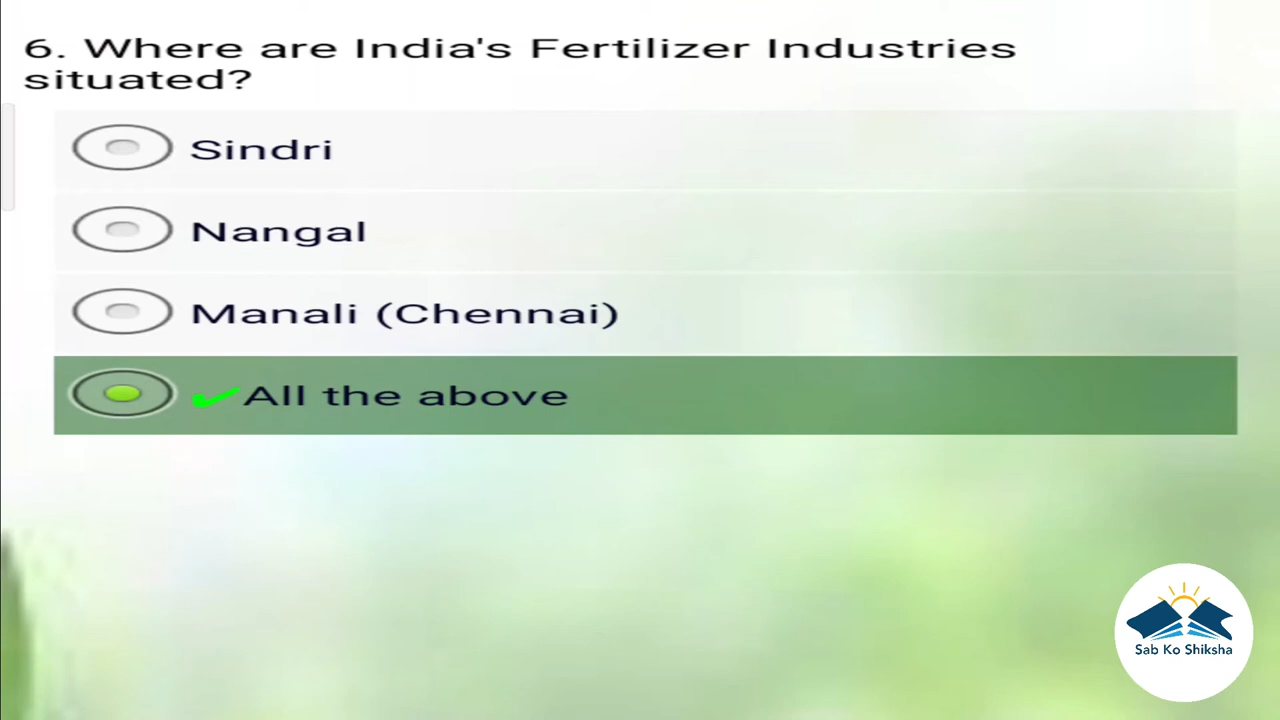 6. Where are India's Fertilizer Industries
situated?
Sindri
Nangal
Manali (Chennai)
All the above
Sab Ko Shiksha